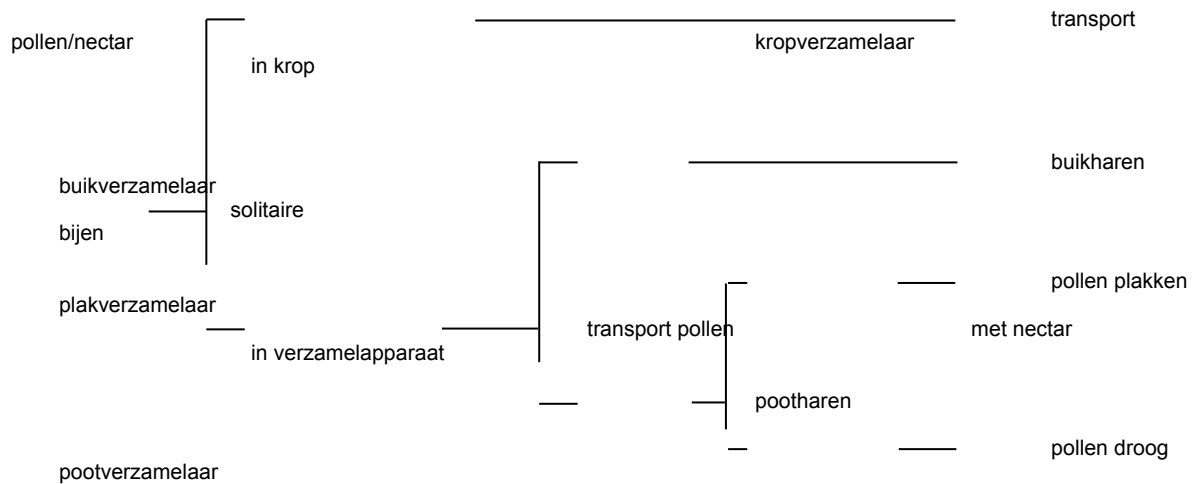 transport
pollen/nectar
kropverzamelaar
in krop
buikharen
buikverzamelaar
solitaire
bijen
pollen plakken
plakverzamelaar
transport pollen
met nectar
in verzamelapparaat
pootharen
pollen droog
pootverzamelaar